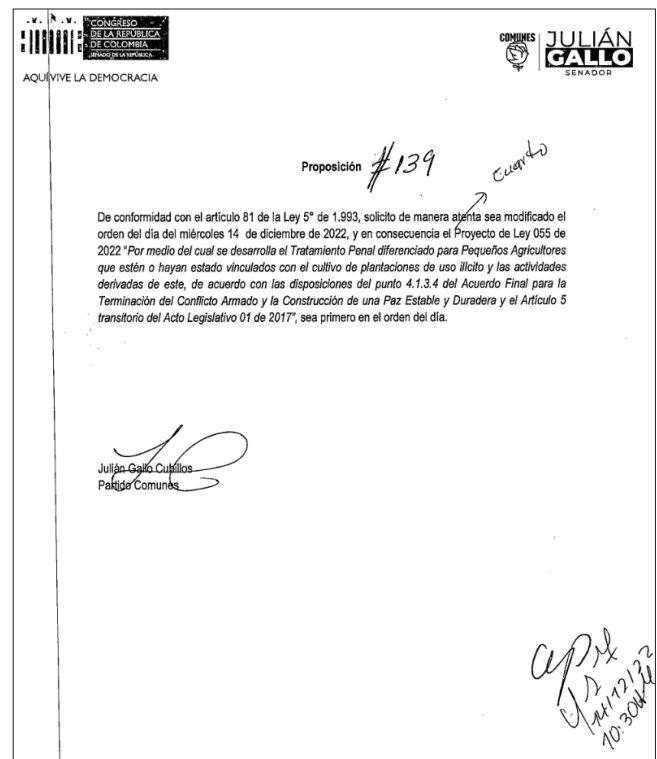 CONGRESO
DE LA REPÚBLICA
DE COLOMBIA
SENADO DE LA REPÚBLICA
AQUÍ VIVE LA DEMOCRACIA
COMUNES
JULIÁN
GALLO
SENADOR
Proposición #139
Cuarto
De conformidad con el artículo 81 de la Ley 5° de 1.993, solicito de manera atenta sea modificado el
orden del día del miércoles 14 de diciembre de 2022, y en consecuencia el Proyecto de Ley 055 de
2022 "Por medio del cual se desarrolla el Tratamiento Penal diferenciado para Pequeños Agricultores
que estén o hayan estado vinculados con el cultivo de plantaciones de uso ilícito y las actividades
derivadas de este, de acuerdo con las disposiciones del punto 4.1.3.4 del Acuerdo Final para la
Terminación del Conflicto Armado y la Construcción de una Paz Estable y Duradera y el Artículo 5
transitorio del Acto Legislativo 01 de 2017", sea primero en el orden del día.
Julián Gallo Cubillos
Partido Comunes
14/12/22
10:30